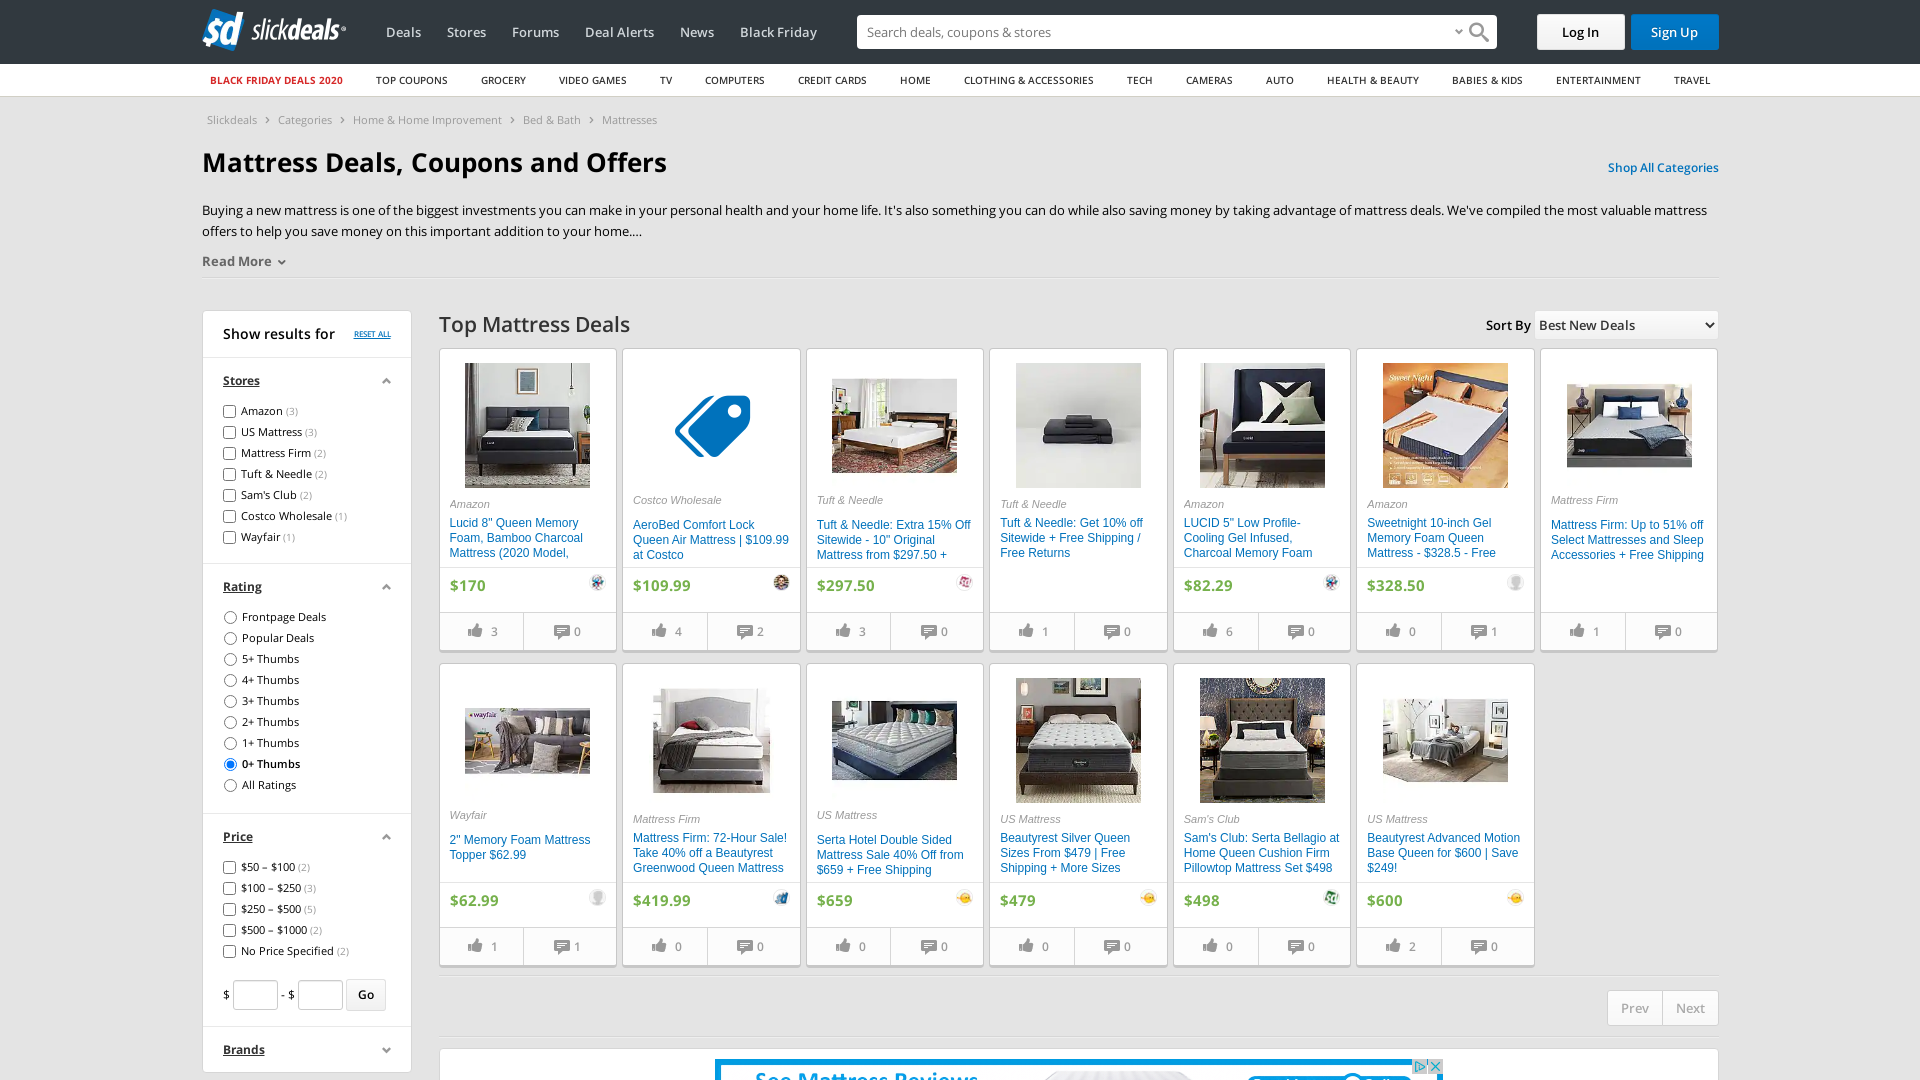 slickdeals
Deals
Stores
Forums
Deal Alerts
News
Black Friday
Search deals, coupons & stores
Log In
Sign Up
BLACK FRIDAY DEALS 2020
TOP COUPONS
GROCERY
VIDEO GAMES
TV
COMPUTERS
CREDIT CARDS
HOME
CLOTHING & ACCESSORIES
TECH
CAMERAS
AUTO
HEALTH & BEAUTY
BABIES & KIDS
ENTERTAINMENT
TRAVEL
Slickdeals > Categories > Home & Home Improvement > Bed & Bath > Mattresses
Mattress Deals, Coupons and Offers
Shop All Categories
Buying a new mattress is one of the biggest investments you can make in your personal health and your home life. It's also something you can do while also saving money by taking advantage of mattress deals. We've compiled the most valuable mattress
offers to help you save money on this important addition to your home....
Read More
Show results for
RESET ALL
Stores
Amazon (3)
US Mattress (3)
Mattress Firm (2)
Tuft & Needle (2)
Sam's Club (2)
Costco Wholesale (1)
Wayfair (1)
Rating
Frontpage Deals
Popular Deals
5+ Thumbs
4+ Thumbs
3+ Thumbs
2+ Thumbs
1+ Thumbs
0+ Thumbs
All Ratings
Price
$50 – $100 (2)
$100 – $250 (3)
$250 – $500 (5)
$500 – $1000 (2)
No Price Specified (2)
$ - $ Go
Brands
Top Mattress Deals
Sort By Best New Deals
Amazon
Lucid 8" Queen Memory
Foam, Bamboo Charcoal
Mattress (2020 Model,
$170
3
0
Costco Wholesale
AeroBed Comfort Lock
Queen Air Mattress | $109.99
at Costco
$109.99
4
2
Tuft & Needle
Tuft & Needle: Extra 15% Off
Sitewide - 10" Original
Mattress from $297.50 +
$297.50
3
0
Tuft & Needle
Tuft & Needle: Get 10% off
Sitewide + Free Shipping /
Free Returns
1
0
Amazon
LUCID 5" Low Profile-
Cooling Gel Infused,
Charcoal Memory Foam
$82.29
6
0
Sweet Night
Amazon
Sweetnight 10-inch Gel
Memory Foam Queen
Mattress - $328.5 - Free
$328.50
0
1
Mattress Firm
Mattress Firm: Up to 51% off
Select Mattresses and Sleep
Accessories + Free Shipping
1
0
wayfair
Wayfair
2" Memory Foam Mattress
Topper $62.99
$62.99
1
1
Mattress Firm
Mattress Firm: 72-Hour Sale!
Take 40% off a Beautyrest
Greenwood Queen Mattress
$419.99
0
0
US Mattress
Serta Hotel Double Sided
Mattress Sale 40% Off from
$659 + Free Shipping
$659
0
0
US Mattress
Beautyrest Silver Queen
Sizes From $479 | Free
Shipping + More Sizes
$479
0
0
Sam's Club
Sam's Club: Serta Bellagio at
Home Queen Cushion Firm
Pillowtop Mattress Set $498
$498
0
0
US Mattress
Beautyrest Advanced Motion
Base Queen for $600 | Save
$249!
$600
2
0
Prev
Next
See Mattress Reviews